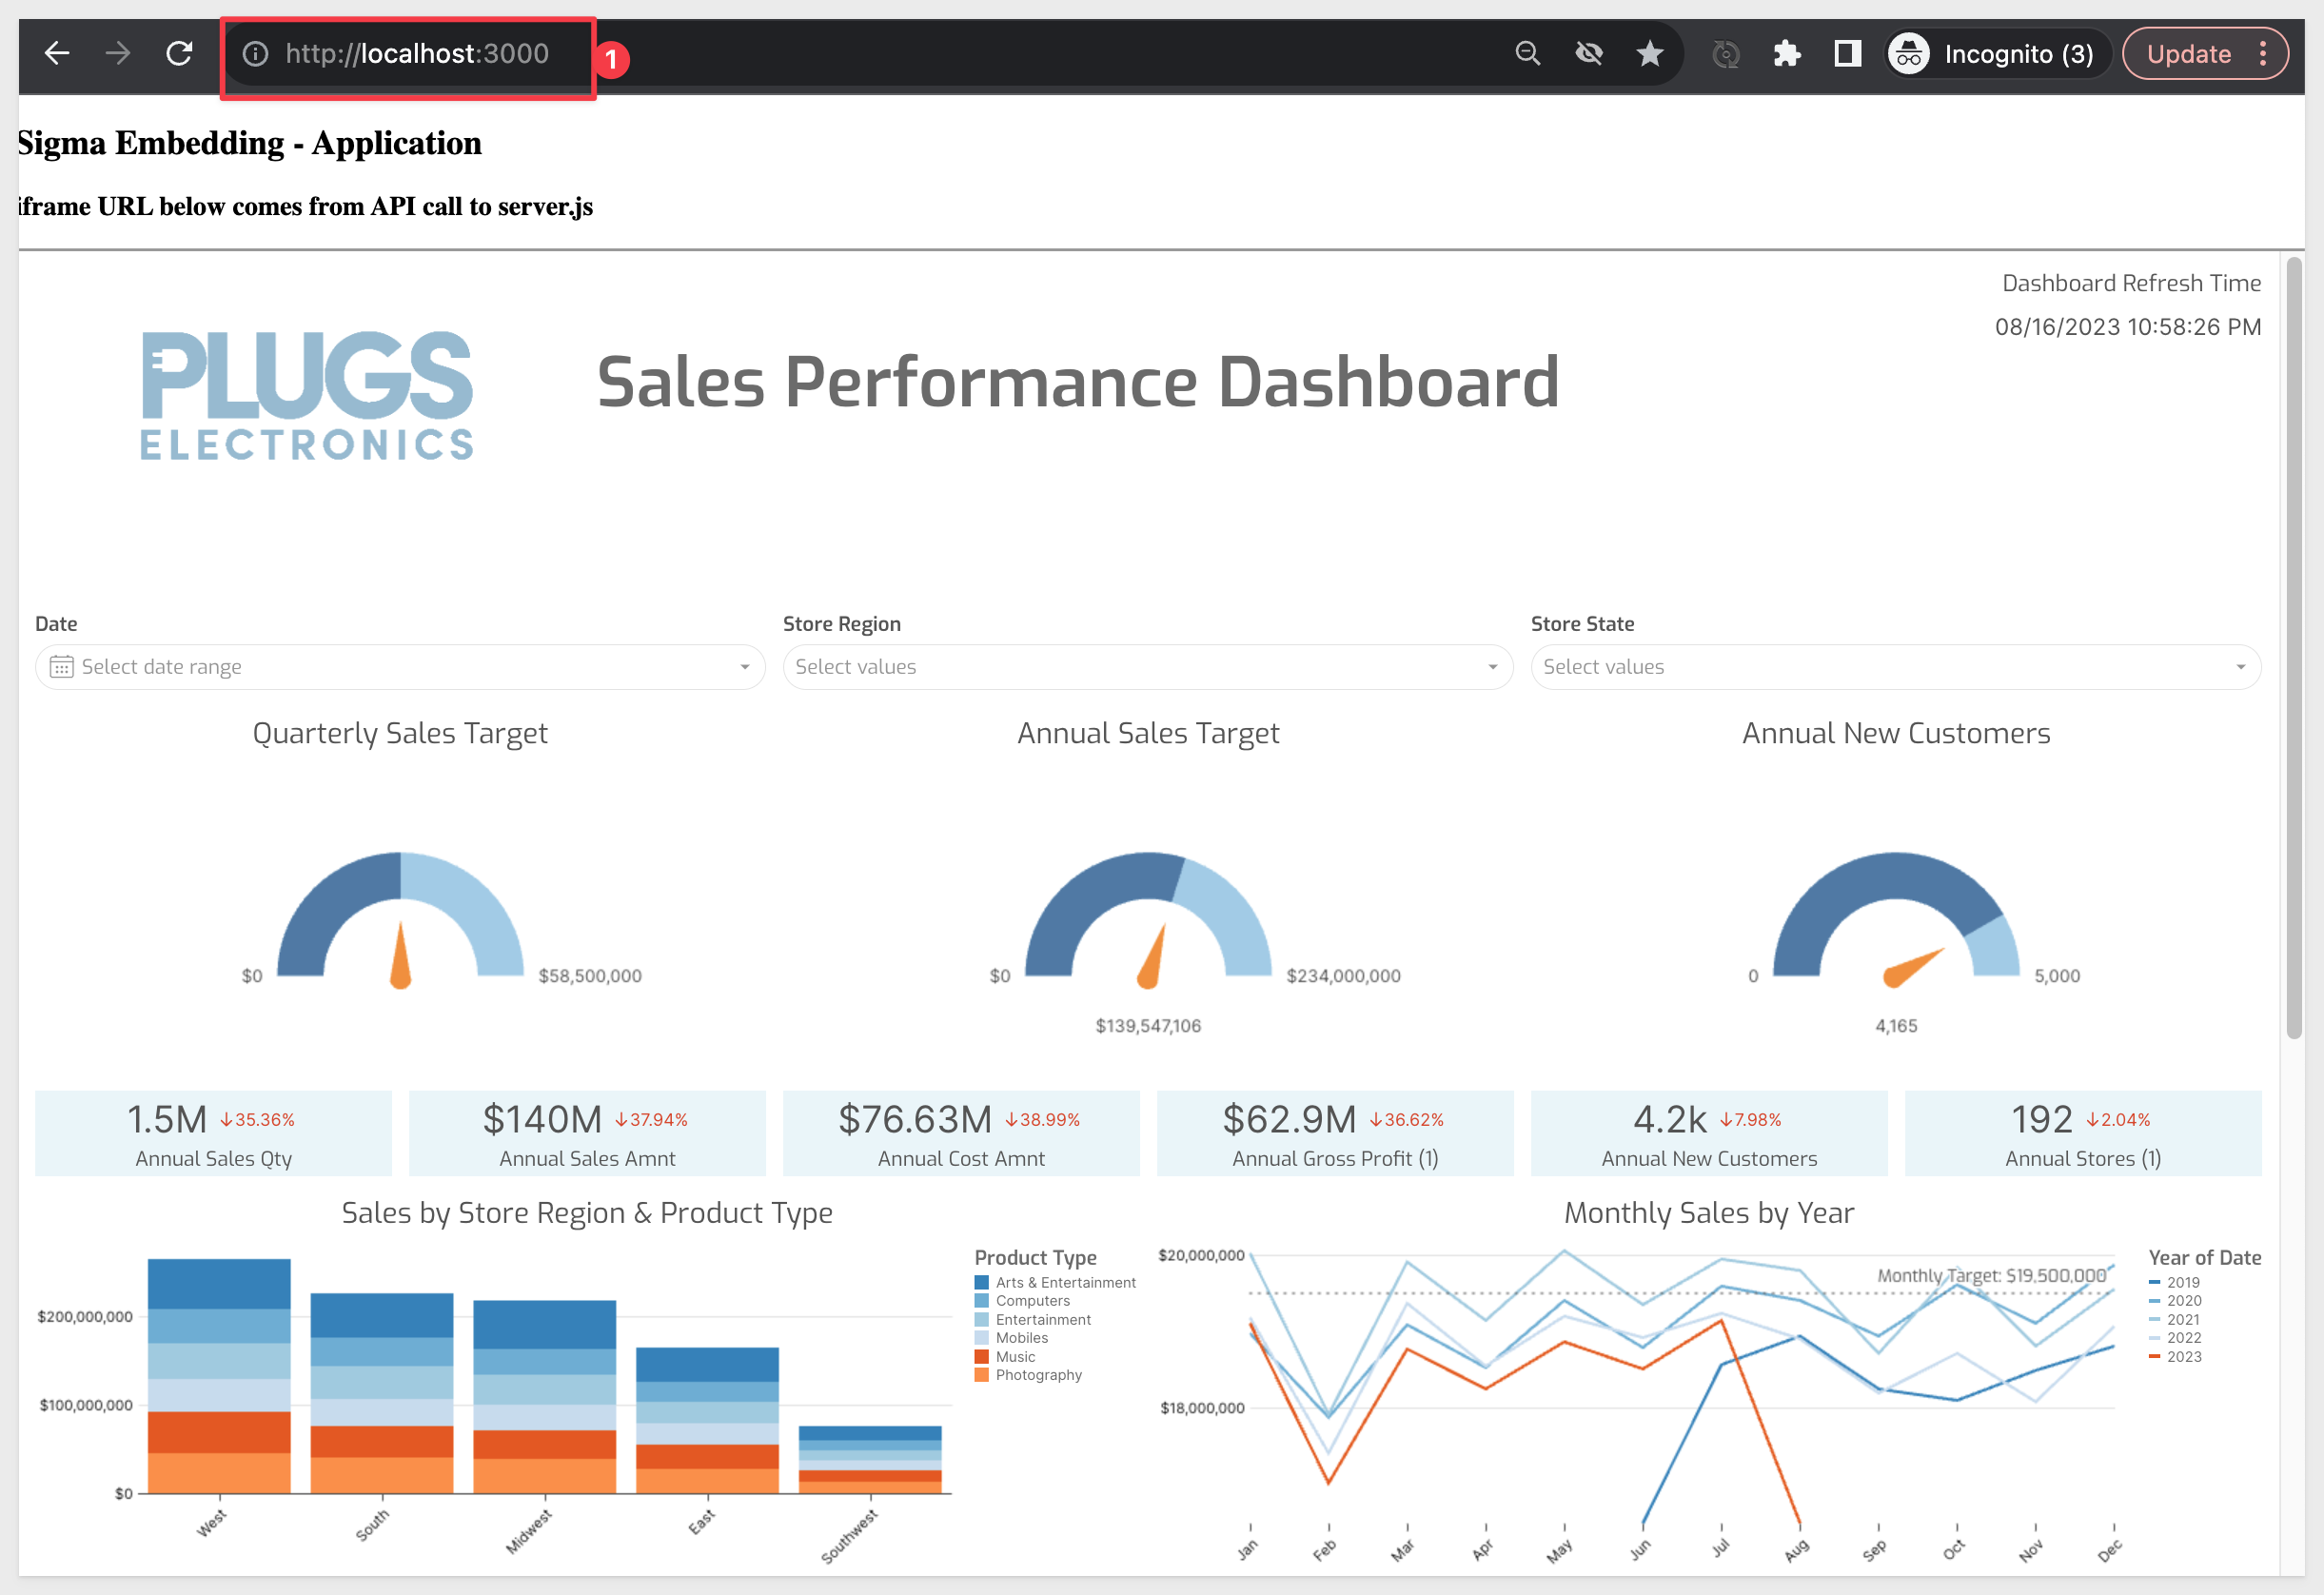 http://localhost:3000
1
Incognito (3)
Update
Sigma Embedding - Application
iframe URL below comes from API call to server.js
Dashboard Refresh Time
08/16/2023 10:58:26 PM
PLUGS
ELECTRONICS
Sales Performance Dashboard
Date
Select date range
Store Region
Select values
Store State
Select values
Quarterly Sales Target
$0
$58,500,000
Annual Sales Target
$0
$234,000,000
$139,547,106
Annual New Customers
0
5,000
4,165
1.5M ↓35.36%
Annual Sales Qty
$140M ↓37.94%
Annual Sales Amnt
$76.63M ↓38.99%
Annual Cost Amnt
$62.9M ↓36.62%
Annual Gross Profit (1)
4.2k ↓7.98%
Annual New Customers
192 ↓2.04%
Annual Stores (1)
Sales by Store Region & Product Type
$200,000,000
$100,000,000
$0
West
South
Midwest
East
Southwest
Product Type
Arts & Entertainment
Computers
Entertainment
Mobiles
Music
Photography
Monthly Sales by Year
$20,000,000
$18,000,000
Monthly Target: $19,500,000
Jan
Feb
Mar
Apr
May
Jun
Jul
Aug
Sep
Oct
Nov
Dec
Year of Date
2019
2020
2021
2022
2023